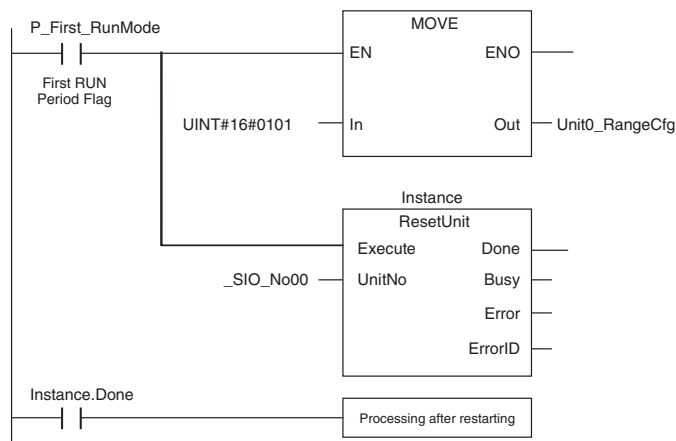 P_First_RunMode
First RUN
Period Flag
MOVE
EN
ENO
UINT#16#0101
In
Out
Unit0_RangeCfg
Instance
ResetUnit
Execute
Done
_SIO_No00
UnitNo
Busy
Error
ErrorID
Instance.Done
Processing after restarting